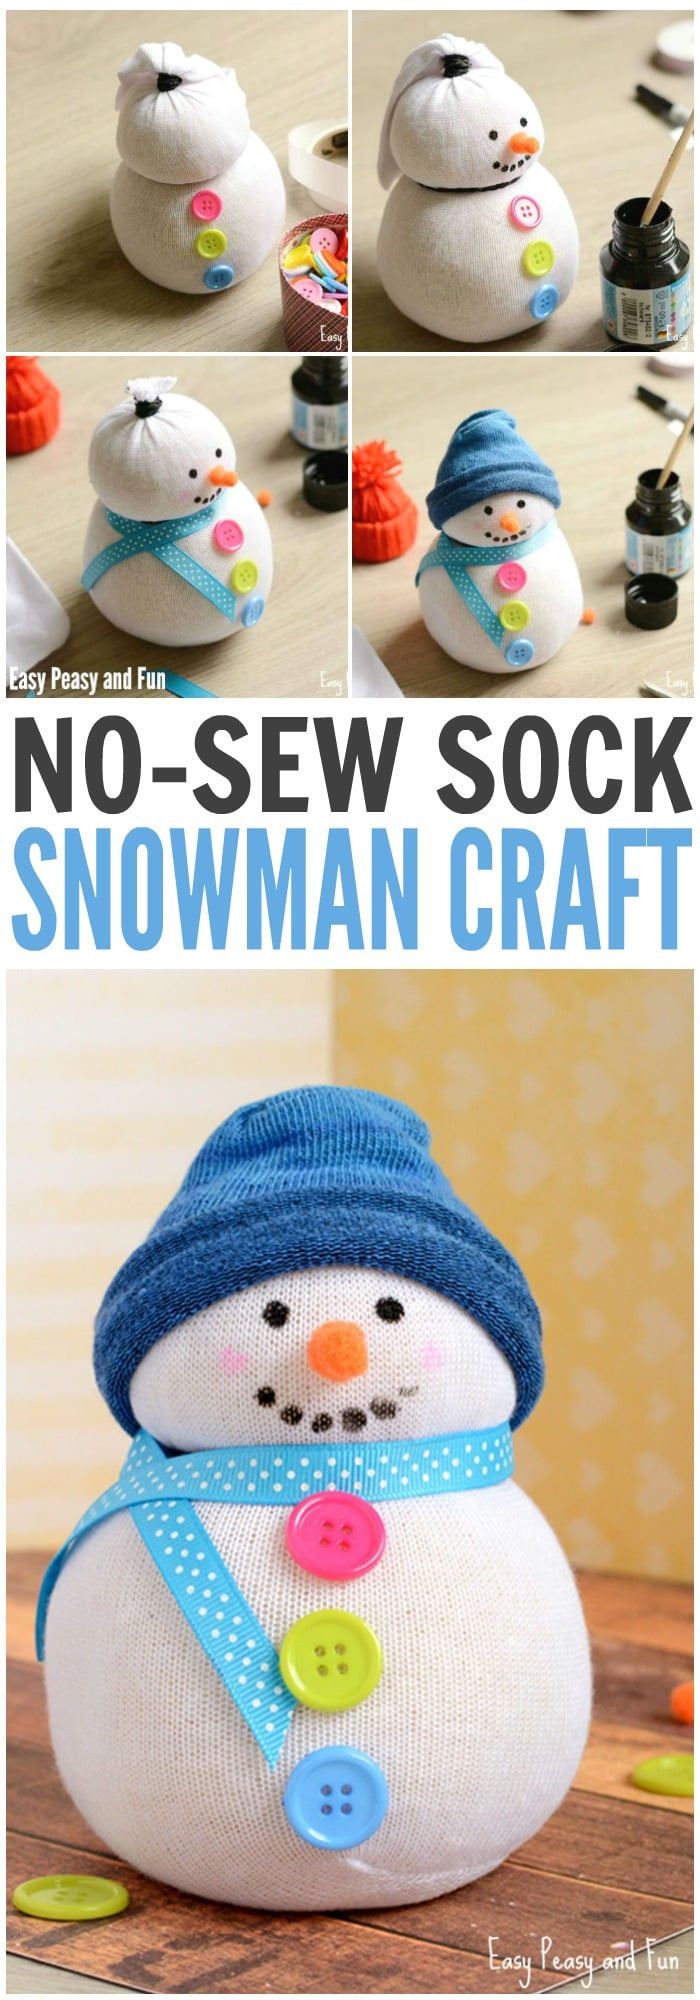 Easy P
Easy P
Easy Peasy and Fun
Easy P
Easy P
NO-SEW SOCK
SNOWMAN CRAFT
Easy Peasy and Fun